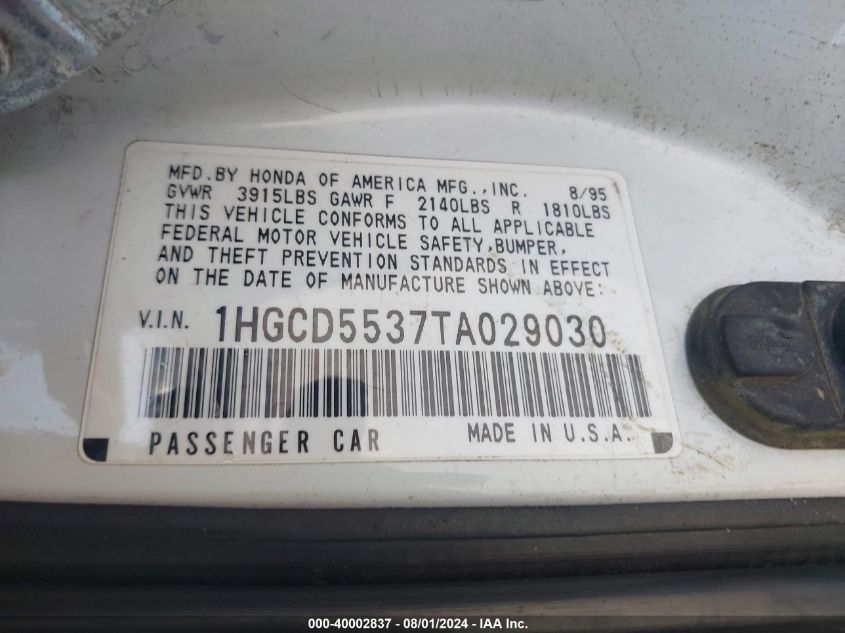 MFD.BY HONDA OF AMERICA MFG.,INC. 8/95
GVWR 3915LBS GAWR F 2140LBS R 1810LBS
THIS VEHICLE CONFORMS TO ALL APPLICABLE
FEDERAL MOTOR VEHICLE SAFETY,BUMPER,
AND THEFT PREVENTION STANDARDS IN EFFECT
ON THE DATE OF MANUFACTURE SHOWN ABOVE:
V.I.N. 1HGCD5537TA029030
PASSENGER CAR MADE IN U.S.A.
000-40002837 - 08/01/2024 - IAA Inc.